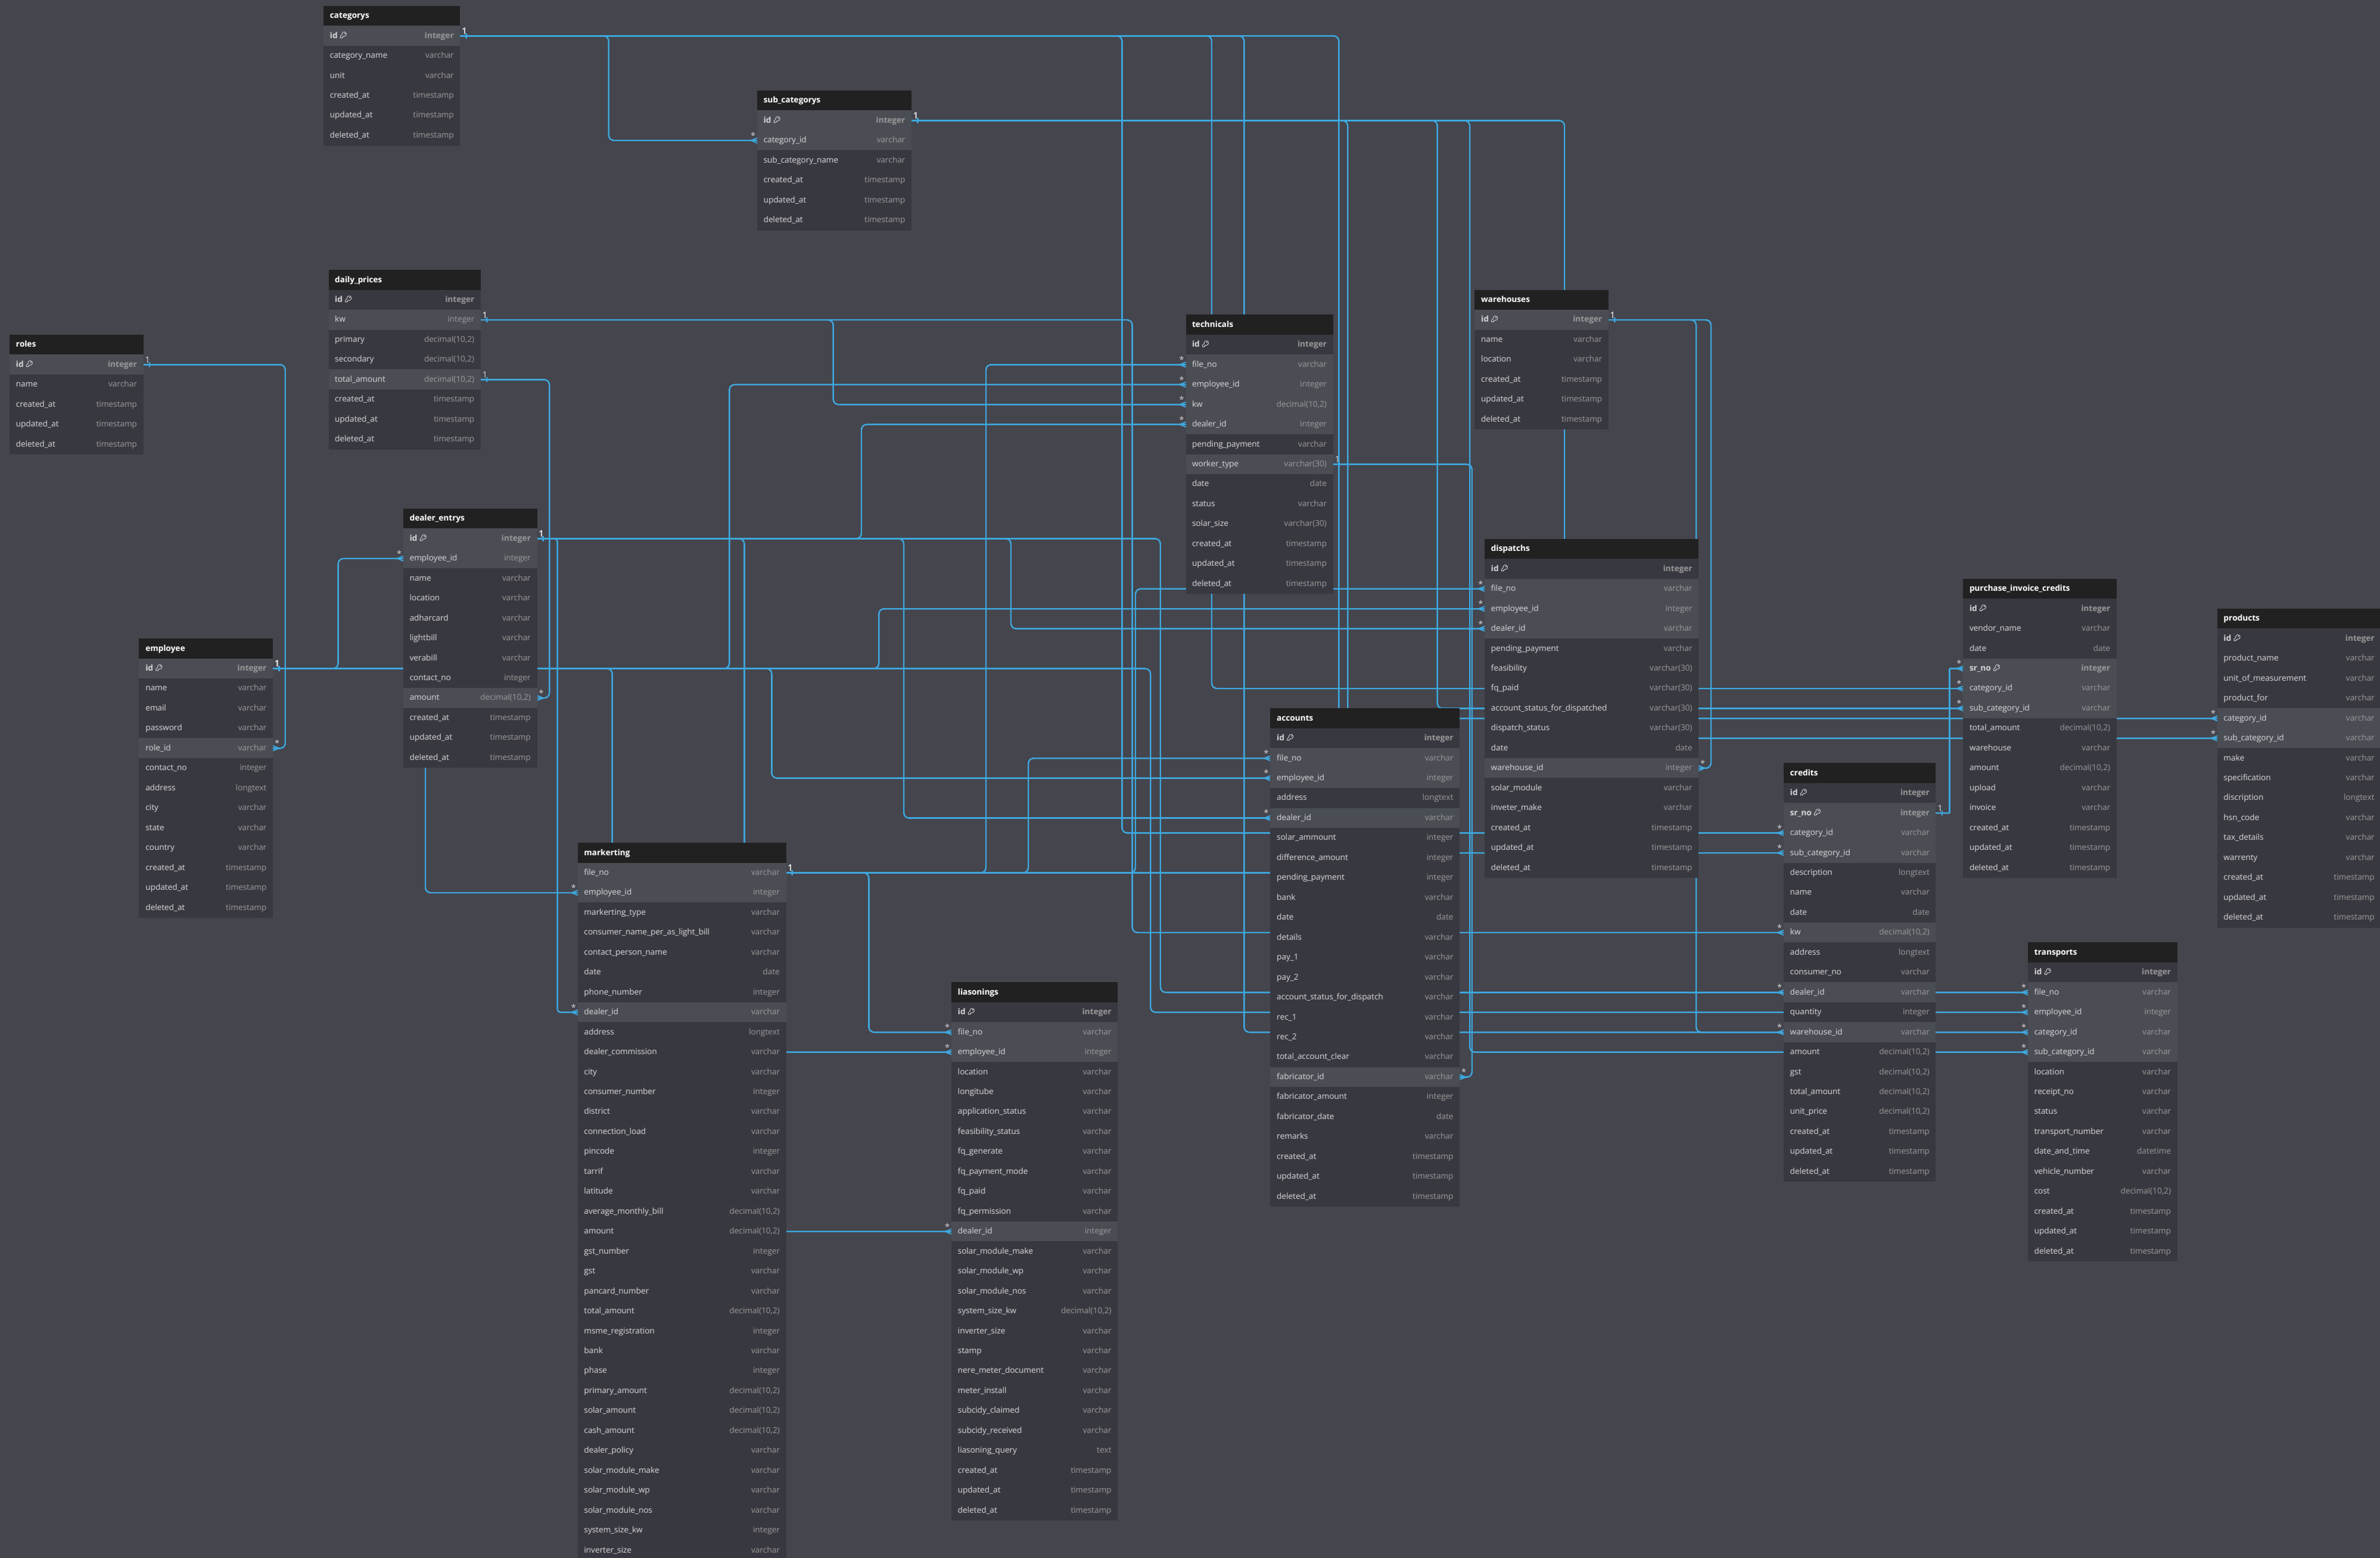 categorys
id integer
category_name varchar
unit varchar
created_at timestamp
updated_at timestamp
deleted_at timestamp
1
sub_categorys
id integer
category_id varchar
sub_category_name varchar
created_at timestamp
updated_at timestamp
deleted_at timestamp
1
*
daily_prices
id integer
kw integer
primary decimal(10,2)
secondary decimal(10,2)
total_amount decimal(10,2)
created_at timestamp
updated_at timestamp
deleted_at timestamp
1
1
roles
id integer
name varchar
created_at timestamp
updated_at timestamp
deleted_at timestamp
1
technicals
id integer
file_no varchar
employee_id integer
kw decimal(10,2)
dealer_id integer
pending_payment varchar
worker_type varchar(30)
date date
status varchar
solar_size varchar(30)
created_at timestamp
updated_at timestamp
deleted_at timestamp
*
*
*
*
1
warehouses
id integer
name varchar
location varchar
created_at timestamp
updated_at timestamp
deleted_at timestamp
1
dealer_entrys
id integer
employee_id integer
name varchar
location varchar
adharcard varchar
lightbill varchar
verabill varchar
contact_no integer
amount decimal(10,2)
created_at timestamp
updated_at timestamp
deleted_at timestamp
1
*
*
employee
id integer
name varchar
email varchar
password varchar
role_id varchar
contact_no integer
address longtext
city varchar
state varchar
country varchar
created_at timestamp
updated_at timestamp
deleted_at timestamp
1
*
dispatchs
id integer
file_no varchar
employee_id integer
dealer_id varchar
pending_payment varchar
feasibility varchar(30)
fq_paid varchar(30)
account_status_for_dispatched varchar(30)
dispatch_status varchar(30)
date date
warehouse_id integer
solar_module varchar
inveter_make varchar
created_at timestamp
updated_at timestamp
deleted_at timestamp
*
*
*
*
purchase_invoice_credits
id integer
vendor_name varchar
date date
sr_no integer
category_id varchar
sub_category_id varchar
total_amount decimal(10,2)
warehouse varchar
amount decimal(10,2)
upload varchar
invoice varchar
created_at timestamp
updated_at timestamp
deleted_at timestamp
*
*
*
products
id integer
product_name varchar
unit_of_measurement varchar
product_for varchar
category_id varchar
sub_category_id varchar
make varchar
specification varchar
discription longtext
hsn_code varchar
tax_details varchar
warrenty varchar
created_at timestamp
updated_at timestamp
deleted_at timestamp
*
*
accounts
id integer
file_no varchar
employee_id integer
address longtext
dealer_id varchar
solar_ammount integer
difference_amount integer
pending_payment integer
bank varchar
date date
details varchar
pay_1 varchar
pay_2 varchar
account_status_for_dispatch varchar
rec_1 varchar
rec_2 varchar
total_account_clear varchar
fabricator_id varchar
fabricator_amount integer
fabricator_date date
remarks varchar
created_at timestamp
updated_at timestamp
deleted_at timestamp
*
*
*
*
credits
id integer
sr_no integer
category_id varchar
sub_category_id varchar
description longtext
name varchar
date date
kw decimal(10,2)
address longtext
consumer_no varchar
dealer_id varchar
quantity integer
warehouse_id varchar
amount decimal(10,2)
gst decimal(10,2)
total_amount decimal(10,2)
unit_price decimal(10,2)
created_at timestamp
updated_at timestamp
deleted_at timestamp
1
*
*
*
*
*
markerting
file_no varchar
employee_id integer
markerting_type varchar
consumer_name_per_as_light_bill varchar
contact_person_name varchar
date date
phone_number integer
dealer_id varchar
address longtext
dealer_commission varchar
city varchar
consumer_number integer
district varchar
connection_load varchar
pincode integer
tarrif varchar
latitude varchar
average_monthly_bill decimal(10,2)
amount decimal(10,2)
gst_number integer
gst varchar
pancard_number varchar
total_amount decimal(10,2)
msme_registration integer
bank varchar
phase integer
primary_amount decimal(10,2)
solar_amount decimal(10,2)
cash_amount decimal(10,2)
dealer_policy varchar
solar_module_make varchar
solar_module_wp varchar
solar_module_nos varchar
system_size_kw integer
inverter_size varchar
1
*
*
liasonings
id integer
file_no varchar
employee_id integer
location varchar
longitube varchar
application_status varchar
feasibility_status varchar
fq_generate varchar
fq_payment_mode varchar
fq_paid varchar
fq_permission varchar
dealer_id integer
solar_module_make varchar
solar_module_wp varchar
solar_module_nos varchar
system_size_kw decimal(10,2)
inverter_size varchar
stamp varchar
nere_meter_document varchar
meter_install varchar
subcidy_claimed varchar
subcidy_received varchar
liasoning_query text
created_at timestamp
updated_at timestamp
deleted_at timestamp
*
*
*
transports
id integer
file_no varchar
employee_id integer
category_id varchar
sub_category_id varchar
location varchar
receipt_no varchar
status varchar
transport_number varchar
date_and_time datetime
vehicle_number varchar
cost decimal(10,2)
created_at timestamp
updated_at timestamp
deleted_at timestamp
*
*
*
*